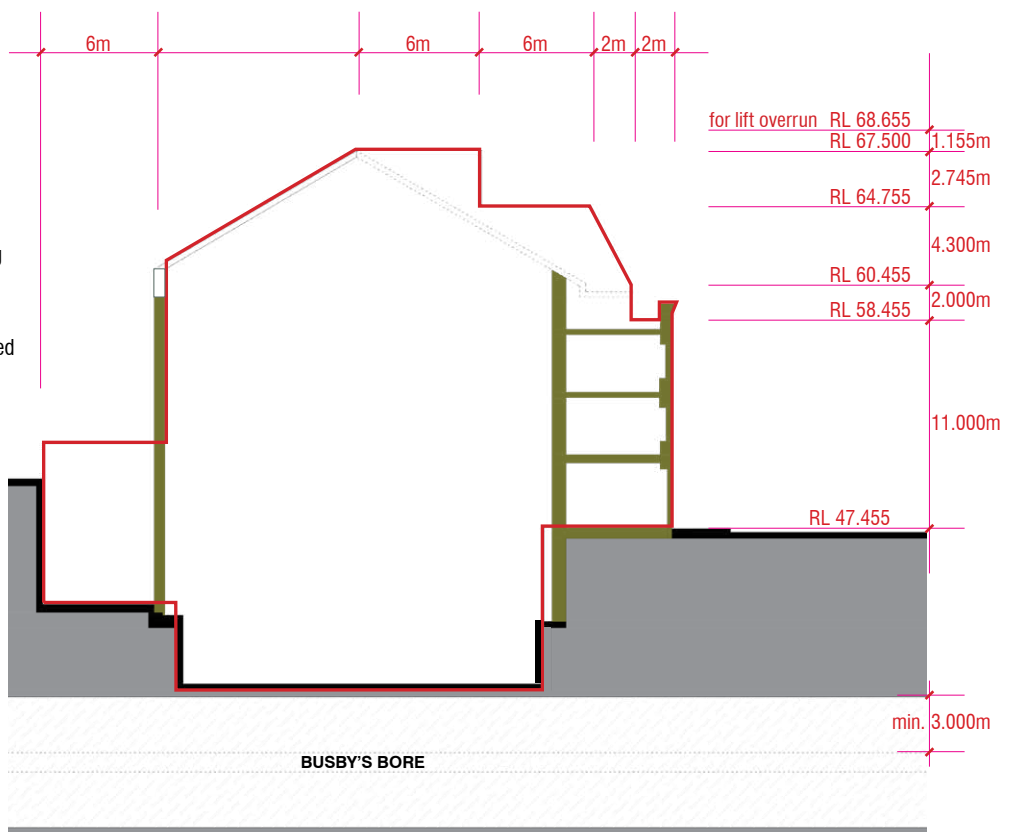 6m 6m 6m 2m 2m
for lift overrun RL 68.655
RL 67.500 1.155m
2.745m
RL 64.755
4.300m
RL 60.455
2.000m
RL 58.455
ed
11.000m
RL 47.455
min. 3.000m
BUSBY'S BORE